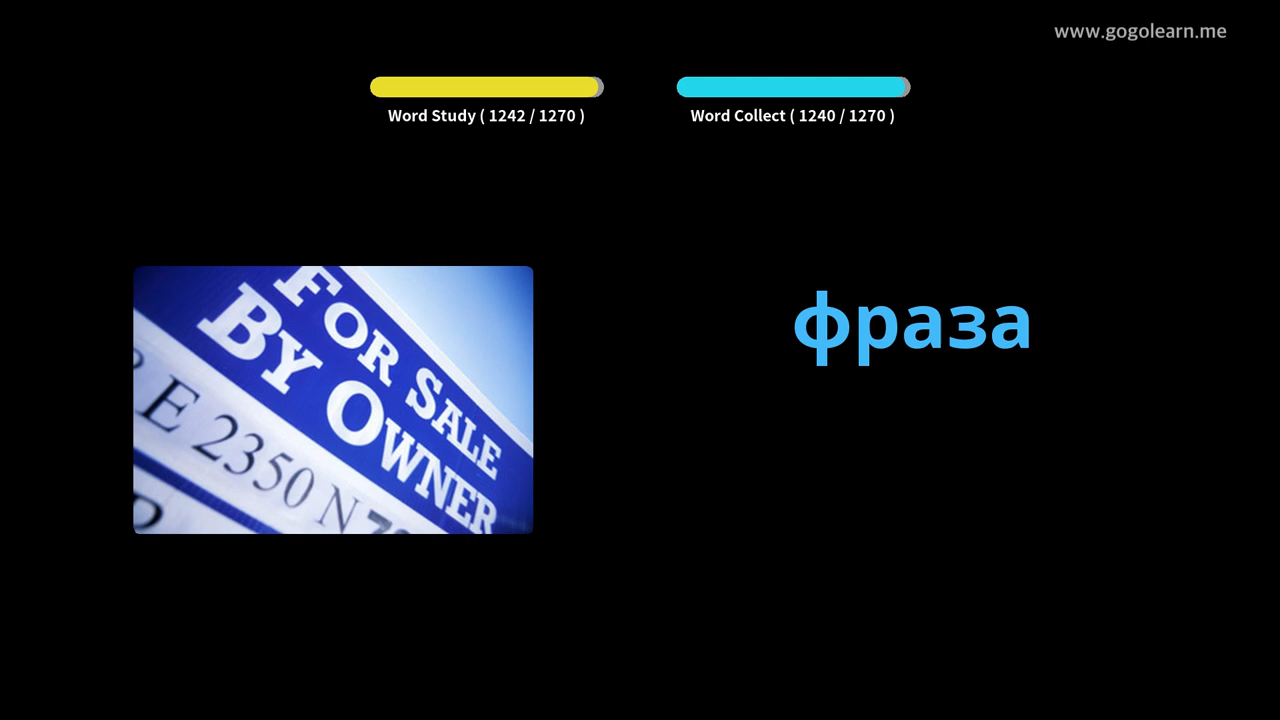 www.gogolearn.me
Word Study ( 1242 / 1270 )
Word Collect ( 1240 / 1270 )
FOR SALE
BY OWNER
E 2350 N
фраза